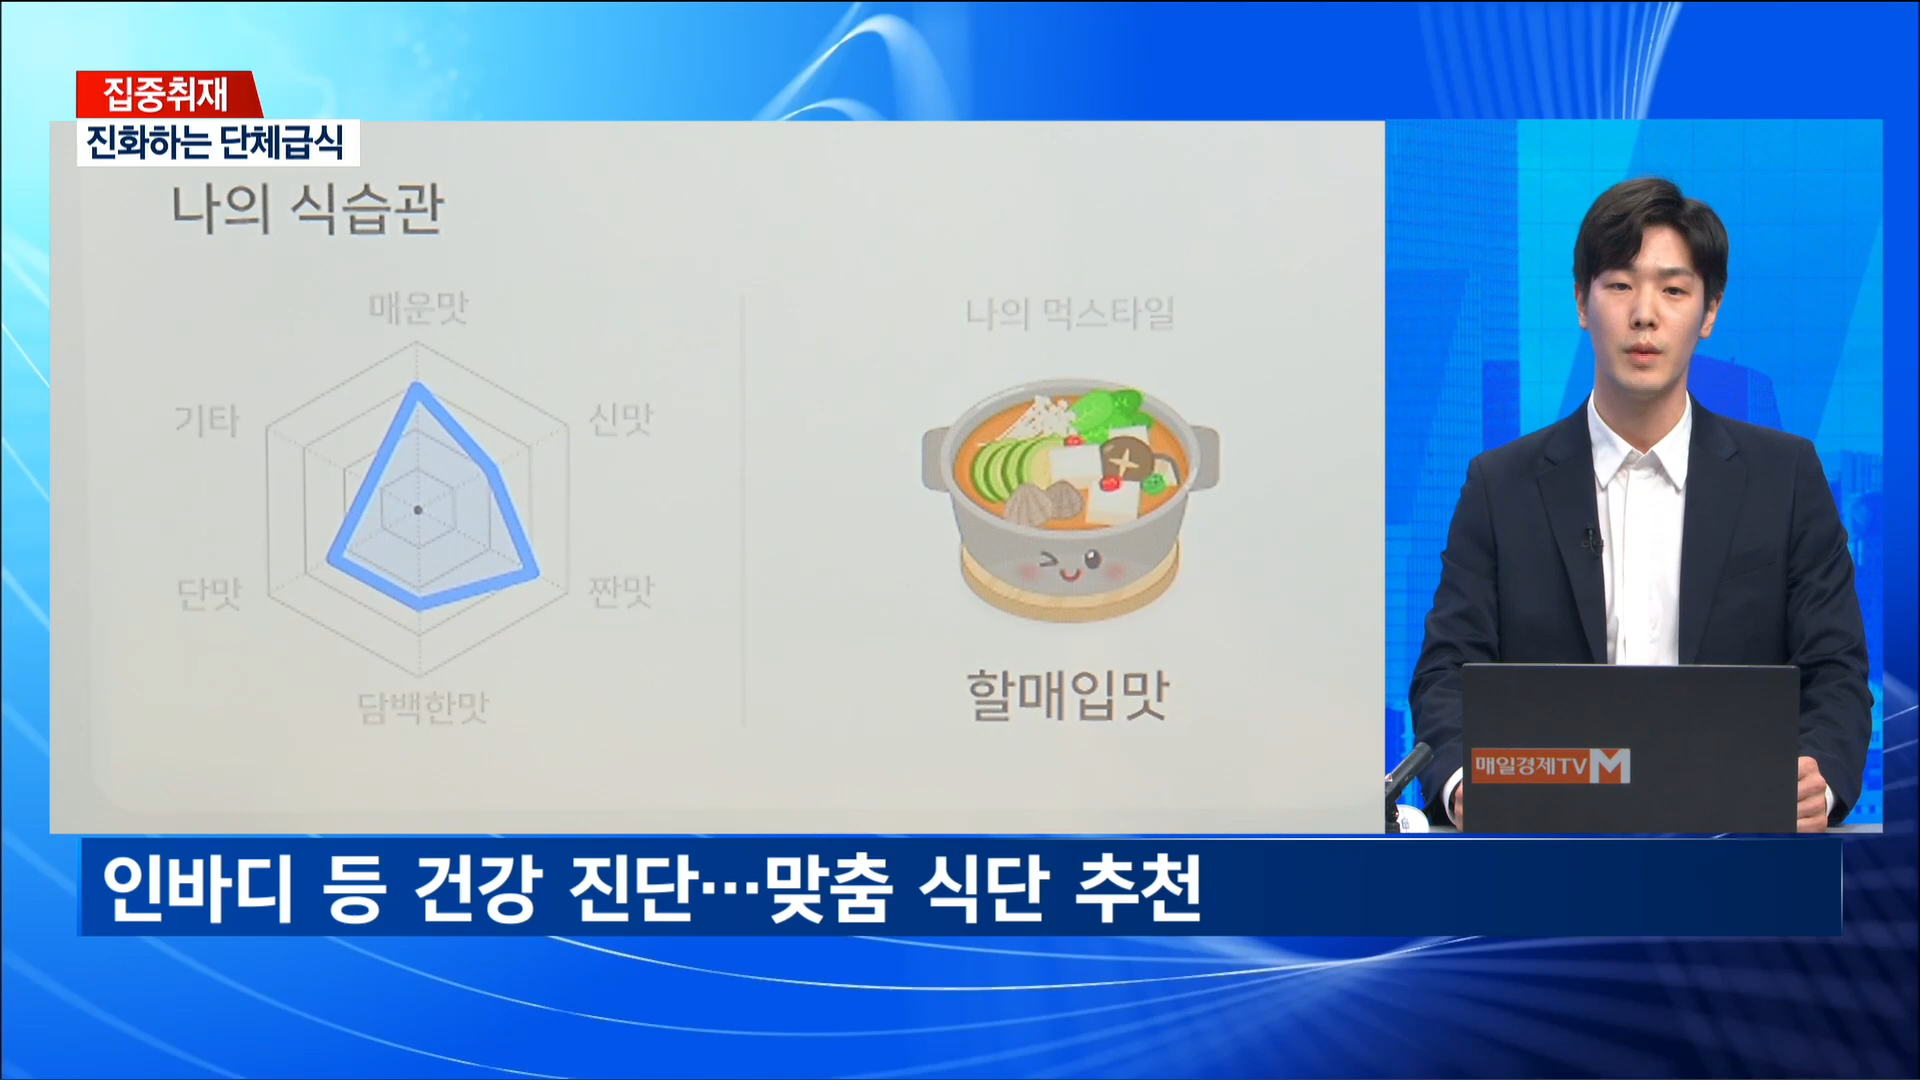 집중취재
진화하는 단체급식
나의 식습관
매운맛
기타
신맛
단맛
짠맛
담백한맛
나의 먹스타일
할매입맛
매일경제TV M
인바디 등 건강 진단…맞춤 식단 추천